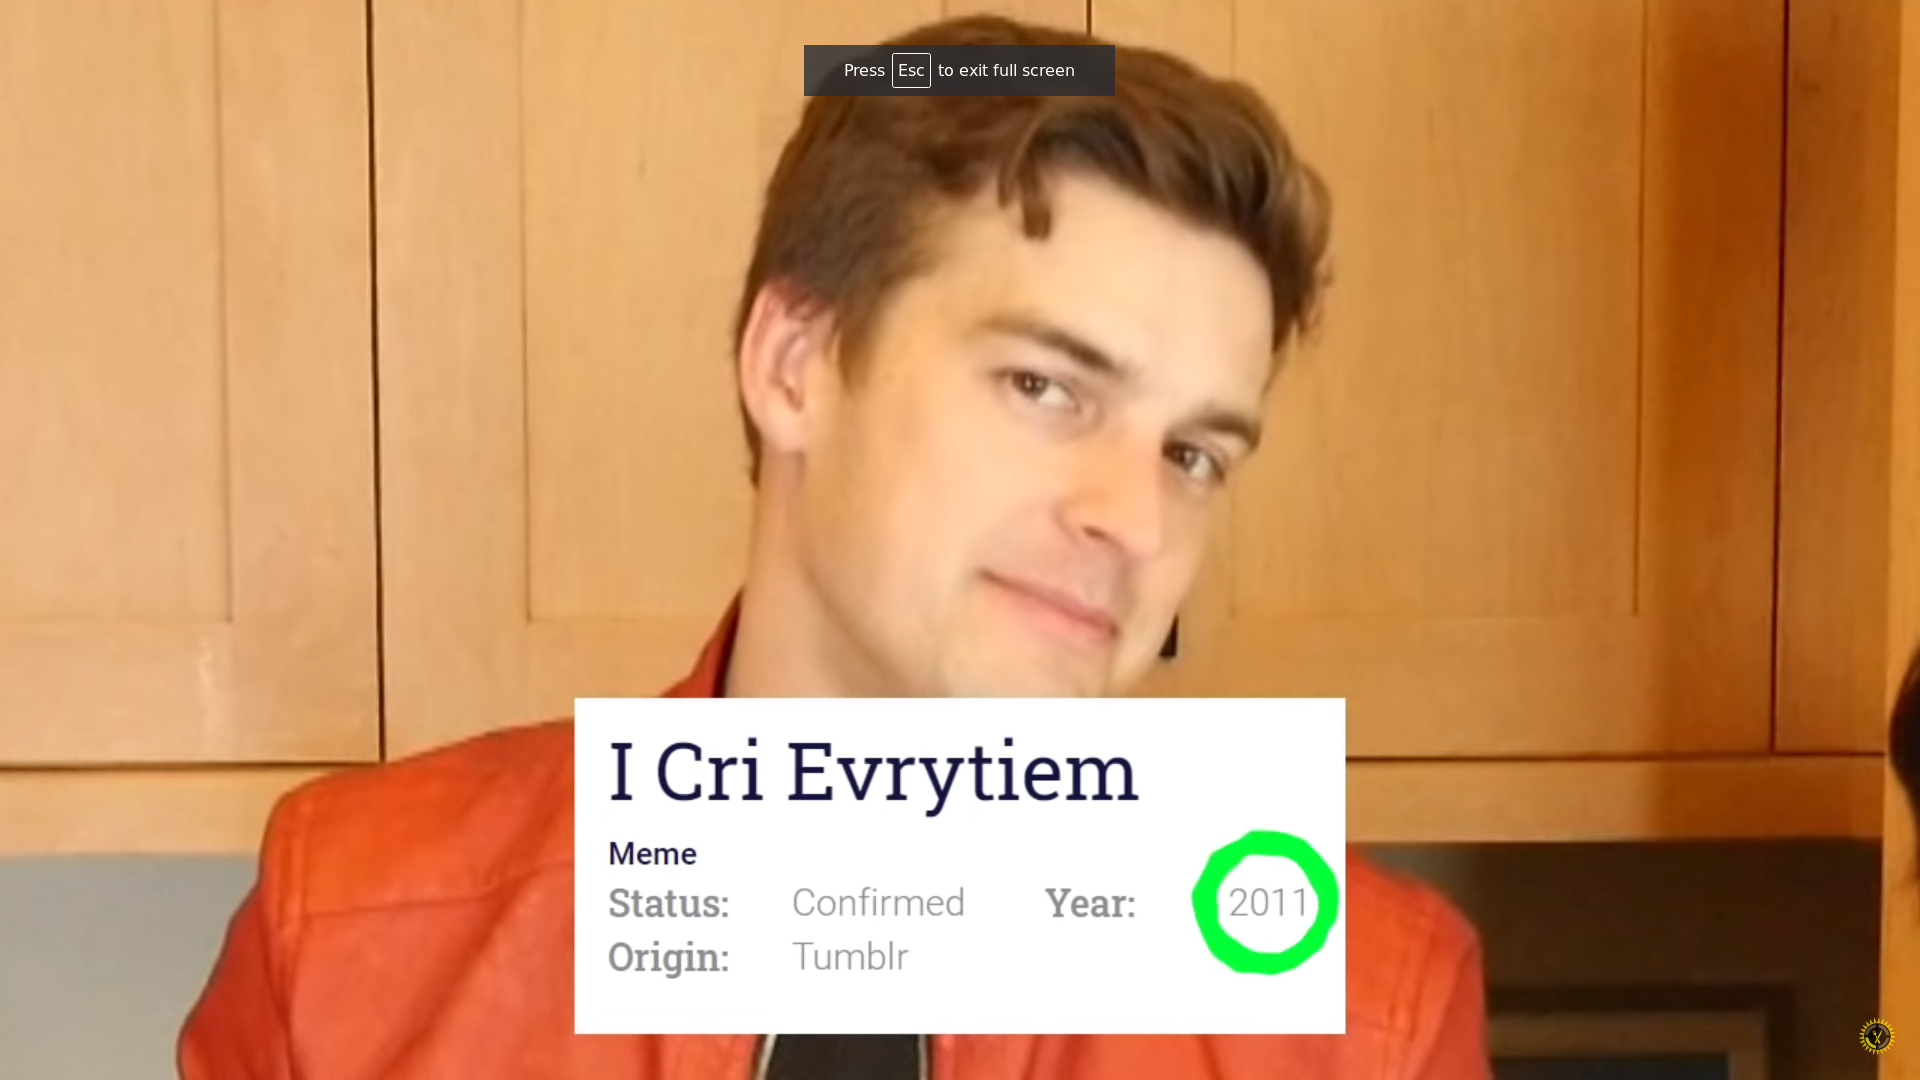 Press Esc to exit full screen
I Cri Evrytiem
Meme
Status: Confirmed Year: 2011
Origin: Tumblr